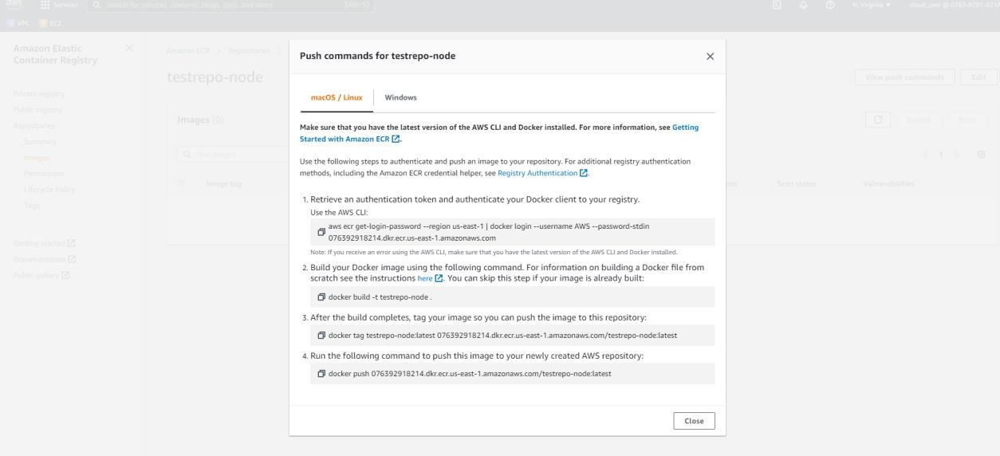 aws Services Search for services, features, blogs, docs, and more [Alt+S] N. Virginia
VPC EC2
Amazon Elastic
Container Registry
Private registry
Public registry
Repositories
Summary
Images
Permissions
Lifecycle Policy
Tags
Getting started
Documentation
Public gallery
Amazon ECR > Repositories >
testrepo-node
View push commands Edit
Images (0)
Delete Scan
Find images
1
Image tag Scan status Vulnerabilities
Push commands for testrepo-node
macOS / Linux Windows
Make sure that you have the latest version of the AWS CLI and Docker installed. For more information, see Getting
Started with Amazon ECR .
Use the following steps to authenticate and push an image to your repository. For additional registry authentication
methods, including the Amazon ECR credential helper, see Registry Authentication .
1. Retrieve an authentication token and authenticate your Docker client to your registry.
Use the AWS CLI:
aws ecr get-login-password --region us-east-1 | docker login --username AWS --password-stdin
076392918214.dkr.ecr.us-east-1.amazonaws.com
Note: If you receive an error using the AWS CLI, make sure that you have the latest version of the AWS CLI and Docker installed.
2. Build your Docker image using the following command. For information on building a Docker file from
scratch see the instructions here . You can skip this step if your image is already built:
docker build -t testrepo-node .
3. After the build completes, tag your image so you can push the image to this repository:
docker tag testrepo-node:latest 076392918214.dkr.ecr.us-east-1.amazonaws.com/testrepo-node:latest
4. Run the following command to push this image to your newly created AWS repository:
docker push 076392918214.dkr.ecr.us-east-1.amazonaws.com/testrepo-node:latest
Close